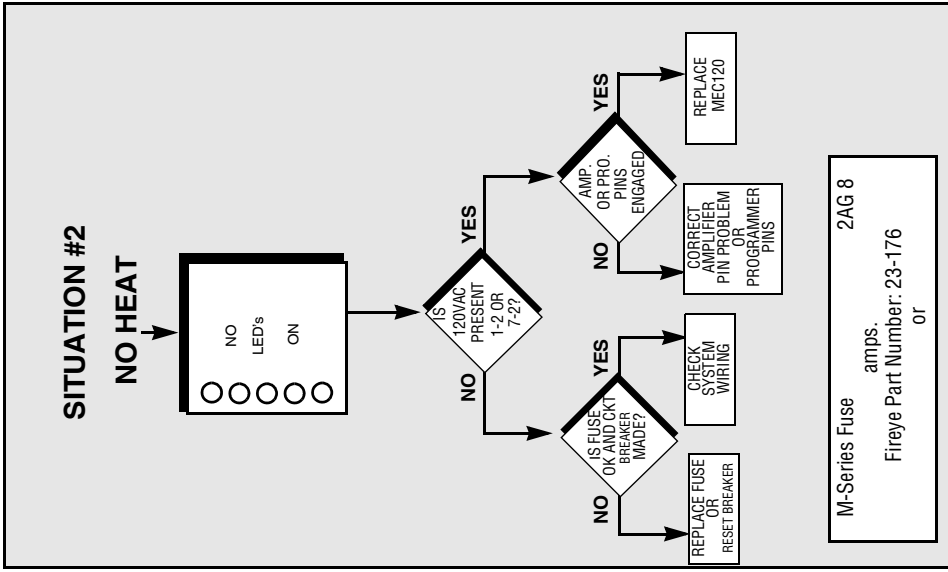 SITUATION #2
NO HEAT
NO
LED's
ON
IS
120VAC
PRESENT
1-2 OR
7-2?
NO
YES
IS FUSE
OK AND CKT
BREAKER
MADE?
NO
YES
REPLACE FUSE
OR
RESET BREAKER
CHECK
SYSTEM
WIRING
AMP.
OR PRO.
PINS
ENGAGED
NO
YES
CORRECT
AMPLIFIER
PIN PROBLEM
OR
PROGRAMMER
PINS
REPLACE
MEC120
M-Series Fuse 2AG 8
amps.
Fireye Part Number: 23-176
or